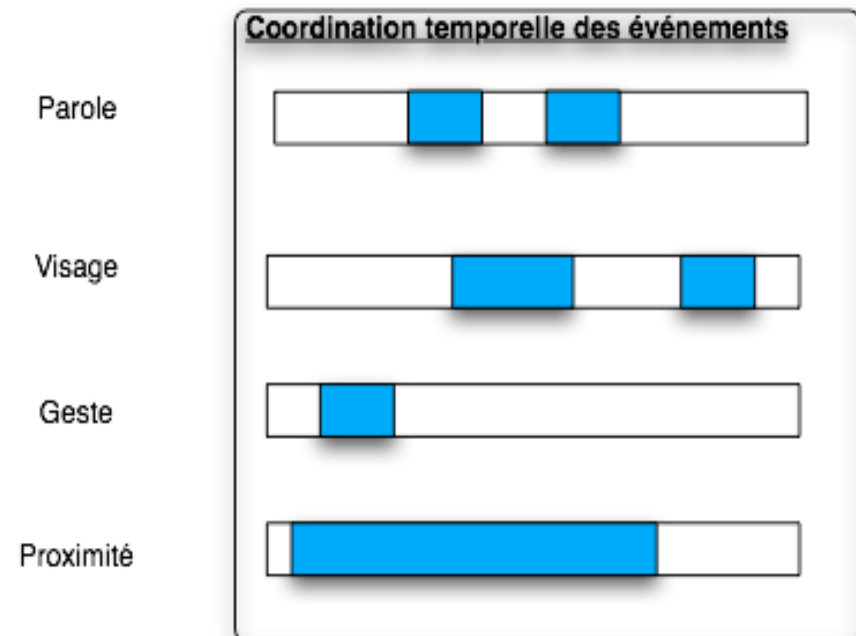 Coordination temporelle des événements
Parole
Visage
Geste
Proximité